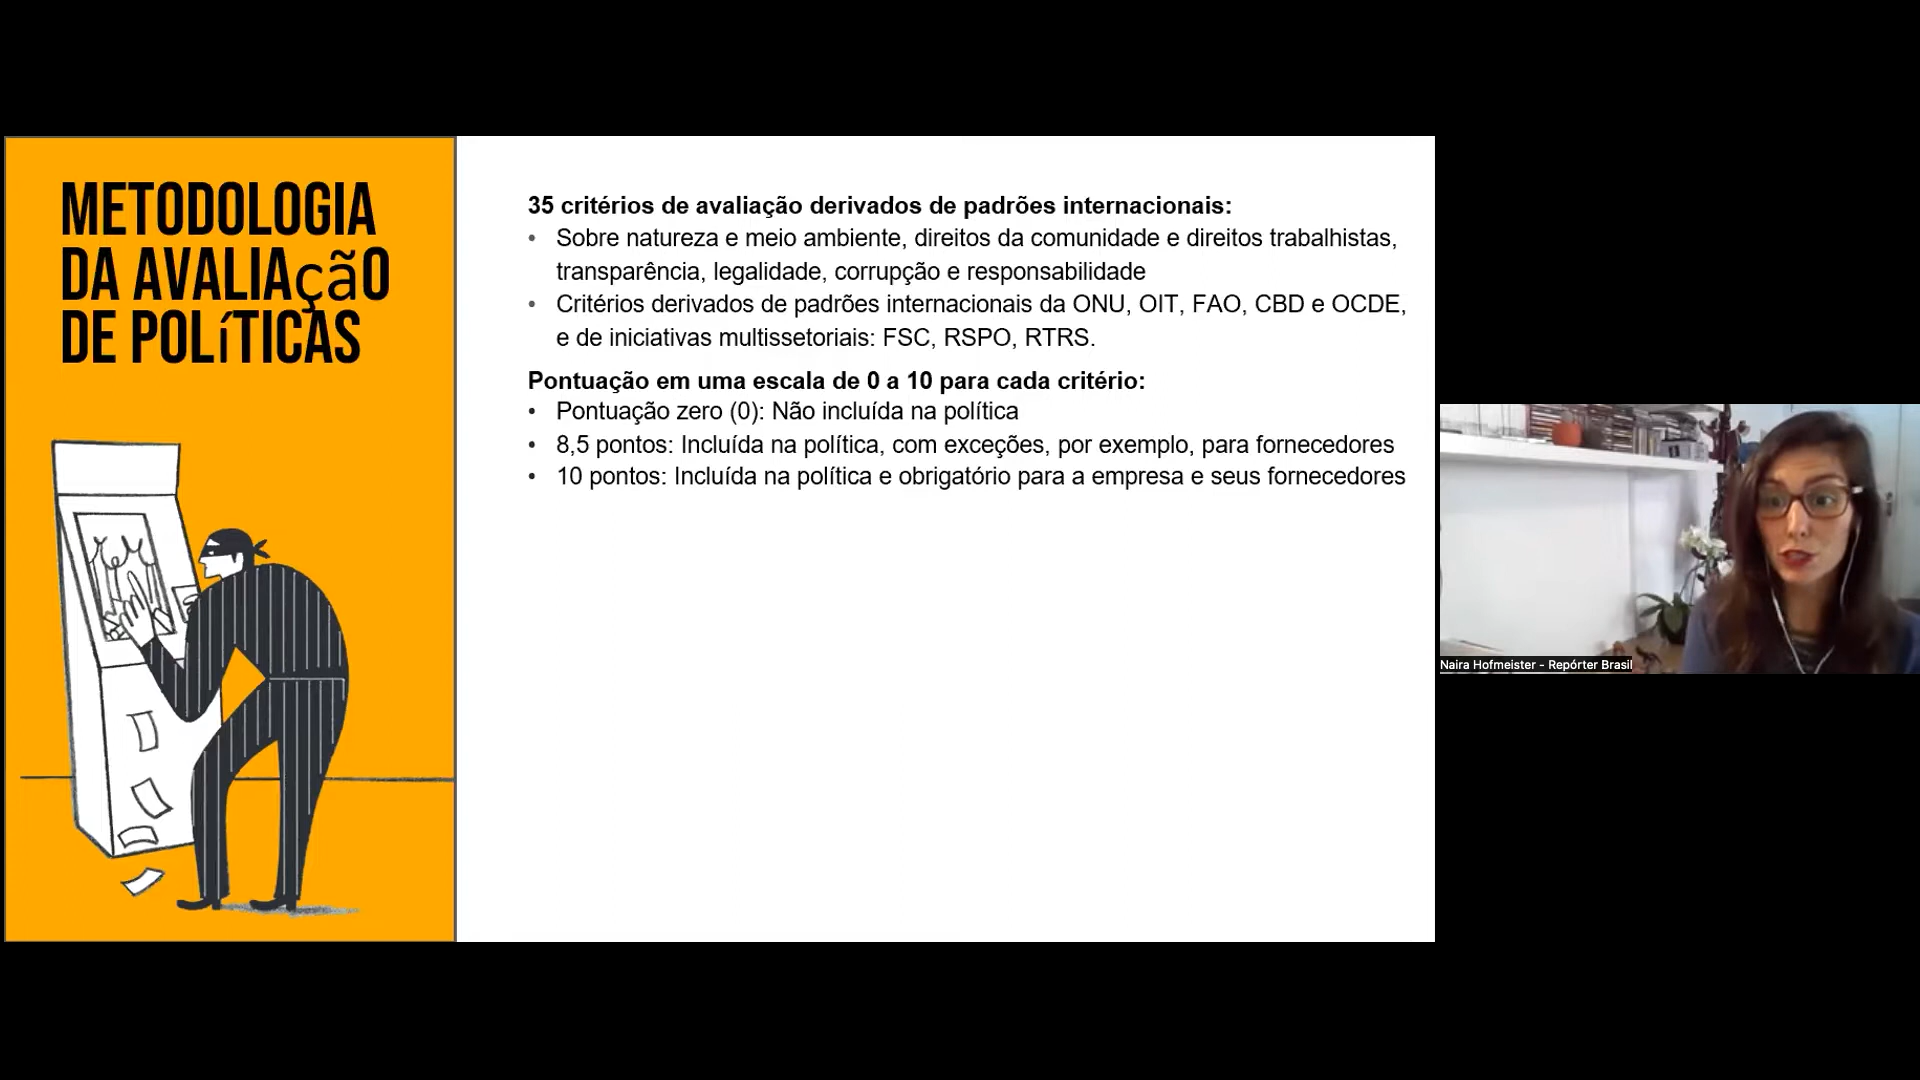 METODOLOGIA
DA AVALIAçãO
DE POLíTICAS
35 critérios de avaliação derivados de padrões internacionais:
• Sobre natureza e meio ambiente, direitos da comunidade e direitos trabalhistas,
transparência, legalidade, corrupção e responsabilidade
• Critérios derivados de padrões internacionais da ONU, OIT, FAO, CBD e OCDE,
e de iniciativas multissetoriais: FSC, RSPO, RTRS.
Pontuação em uma escala de 0 a 10 para cada critério:
• Pontuação zero (0): Não incluída na política
• 8,5 pontos: Incluída na política, com exceções, por exemplo, para fornecedores
• 10 pontos: Incluída na política e obrigatório para a empresa e seus fornecedores
Naira Hofmeister - Repórter Brasil